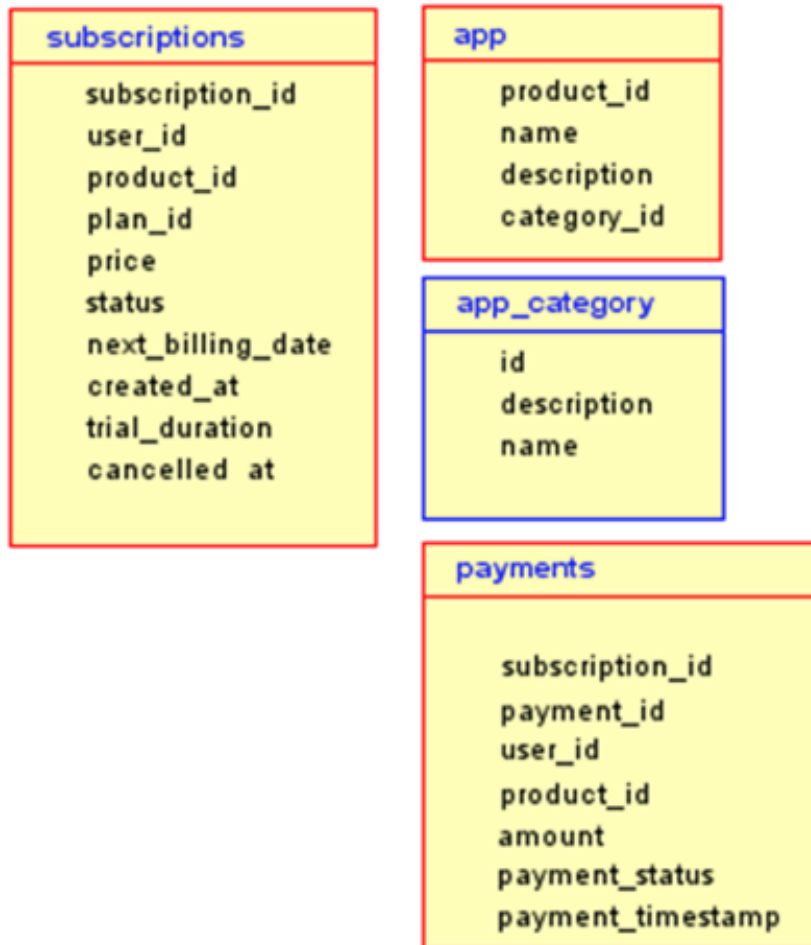 subscriptions
subscription_id
user_id
product_id
plan_id
price
status
next_billing_date
created_at
trial_duration
cancelled at
app
product_id
name
description
category_id
app_category
id
description
name
payments
subscription_id
payment_id
user_id
product_id
amount
payment_status
payment_timestamp